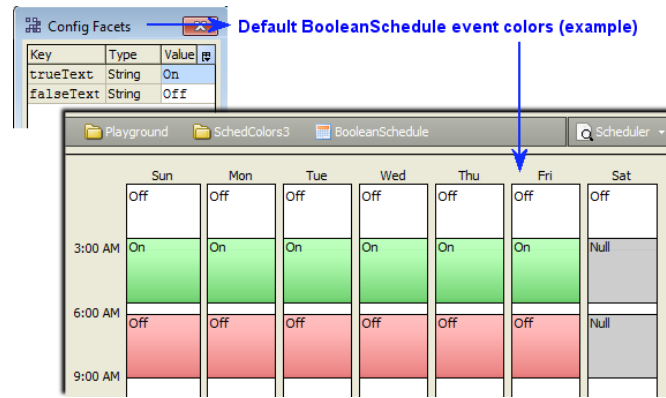 Config Facets
Default BooleanSchedule event colors (example)
Key Type Value
trueText String On
falseText String Off
Playground SchedColors3 BooleanSchedule Scheduler
Sun Mon Tue Wed Thu Fri Sat
Off Off Off Off Off Off Off
3:00 AM On On On On On On Null
6:00 AM Off Off Off Off Off Off Null
9:00 AM